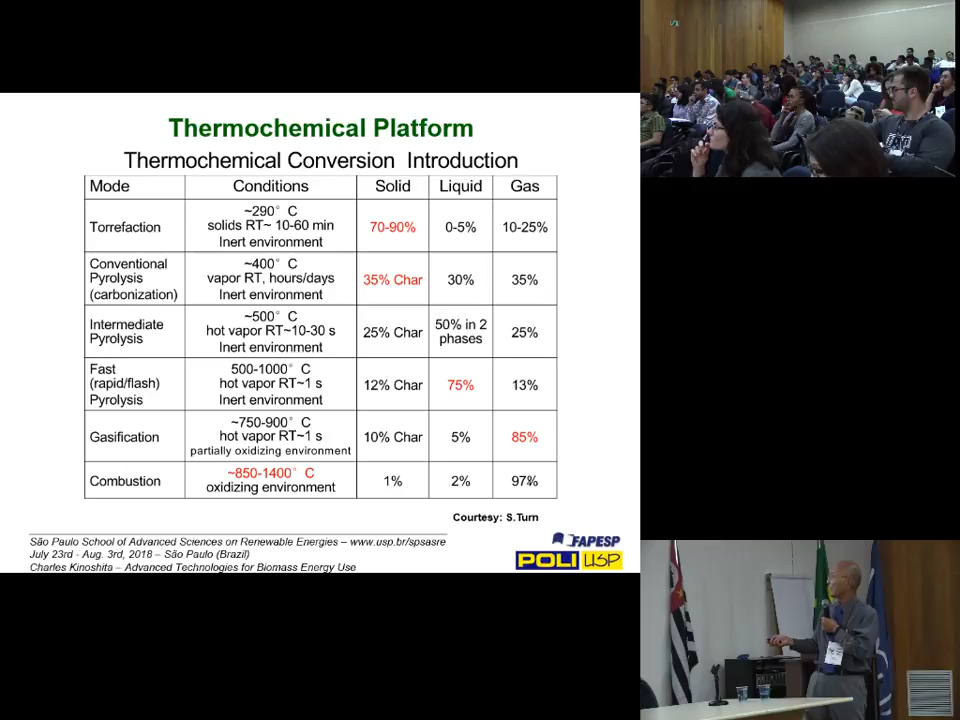 Thermochemical Platform
Thermochemical Conversion Introduction
Mode Conditions Solid Liquid Gas
Torrefaction ~290° C solids RT~ 10-60 min Inert environment 70-90% 0-5% 10-25%
Conventional Pyrolysis (carbonization) ~400° C vapor RT, hours/days Inert environment 35% Char 30% 35%
Intermediate Pyrolysis ~500° C hot vapor RT~10-30 s Inert environment 25% Char 50% in 2 phases 25%
Fast (rapid/flash) Pyrolysis 500-1000° C hot vapor RT~1 s Inert environment 12% Char 75% 13%
Gasification ~750-900° C hot vapor RT~1 s partially oxidizing environment 10% Char 5% 85%
Combustion ~850-1400° C oxidizing environment 1% 2% 97%
Courtesy: S.Turn
São Paulo School of Advanced Sciences on Renewable Energies – www.usp.br/spsasre
July 23rd - Aug. 3rd, 2018 – São Paulo (Brazil)
Charles Kinoshita – Advanced Technologies for Biomass Energy Use
FAPESP
POLI USP